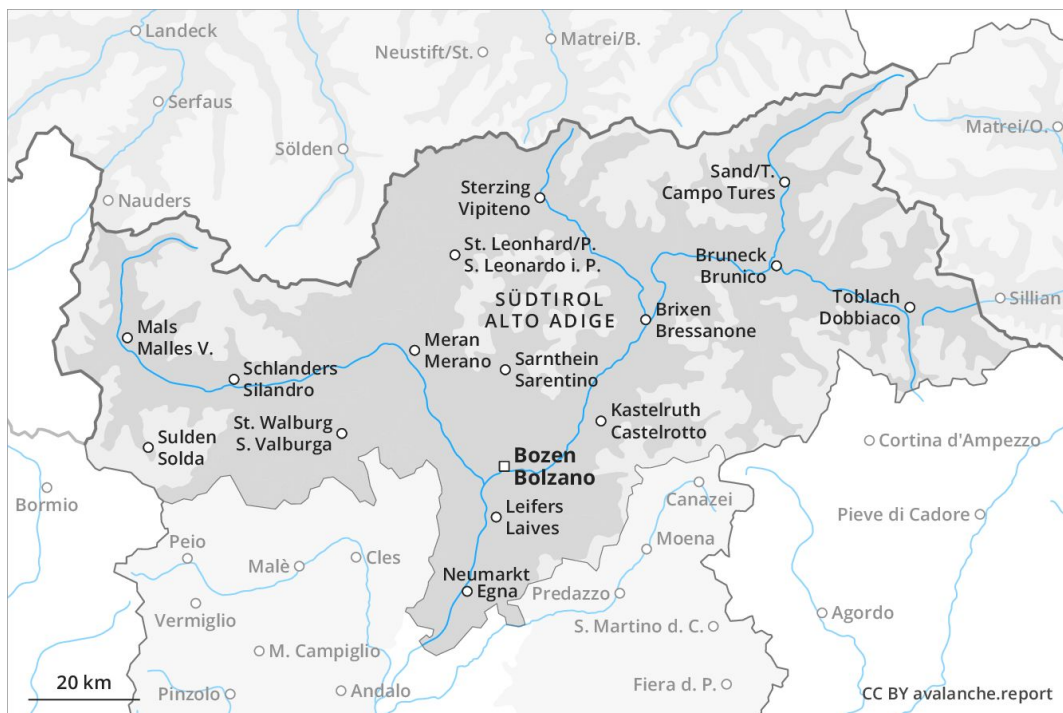 Landeck
Neustift/St.
Matrei/B.
Serfaus
Matrei/O.
Sölden
Sand/T.
Campo Tures
Nauders
Sterzing
Vipiteno
St. Leonhard/P.
S. Leonardo i. P.
Bruneck
Brunico
SÜDTIROL
ALTO ADIGE
Toblach
Dobbiaco
Sillian
Brixen
Bressanone
Mals
Malles V.
Meran
Merano
Schlanders
Silandro
Sarnthein
Sarentino
Kastelruth
Castelrotto
St. Walburg
S. Valburga
Sulden
Solda
Cortina d'Ampezzo
Bozen
Bolzano
Bormio
Canazei
Leifers
Laives
Pieve di Cadore
Peio
Malè
Cles
Moena
Neumarkt
Egna
Predazzo
Vermiglio
Agordo
S. Martino d. C.
M. Campiglio
20 km
Pinzolo
Andalo
Fiera d. P.
CC BY avalanche.report